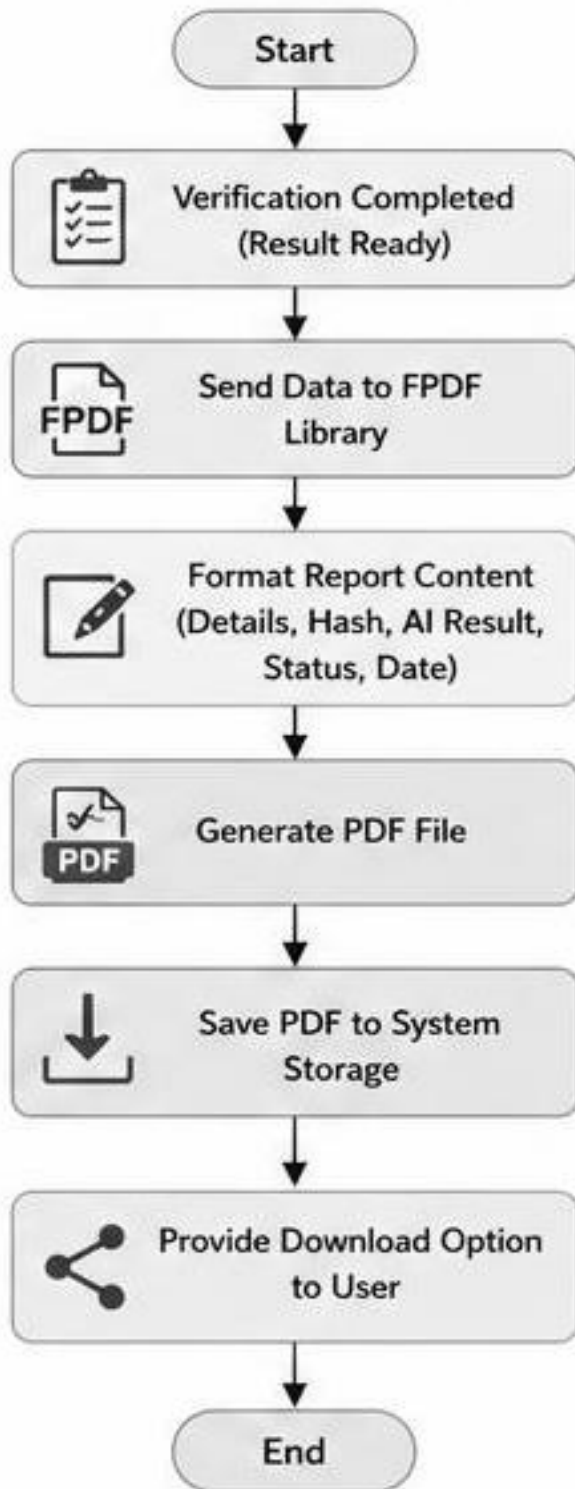 Start
Verification Completed
(Result Ready)
FPDF
Send Data to FPDF
Library
Format Report Content
(Details, Hash, AI Result,
Status, Date)
PDF
Generate PDF File
Save PDF to System
Storage
Provide Download Option
to User
End